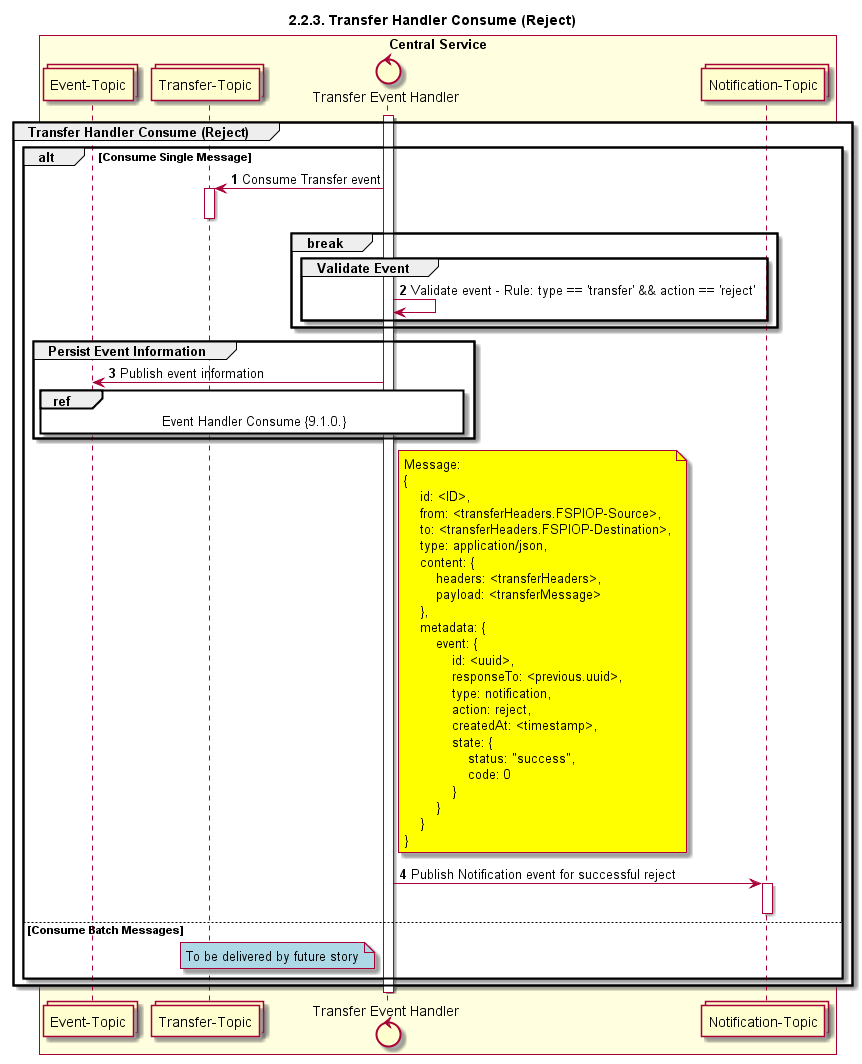 2.2.3. Transfer Handler Consume (Reject)
Central Service
Event-Topic
Transfer-Topic
Transfer Event Handler
Notification-Topic
Transfer Handler Consume (Reject)
alt
[Consume Single Message]
1 Consume Transfer event
break
Validate Event
2 Validate event - Rule: type == 'transfer' && action == 'reject'
Persist Event Information
3 Publish event information
ref
Event Handler Consume {9.1.0.}
Message:
{
id: <ID>,
from: <transferHeaders.FSPIOP-Source>,
to: <transferHeaders.FSPIOP-Destination>,
type: application/json,
content: {
headers: <transferHeaders>,
payload: <transferMessage>
},
metadata: {
event: {
id: <uuid>,
responseTo: <previous.uuid>,
type: notification,
action: reject,
createdAt: <timestamp>,
state: {
status: "success",
code: 0
}
}
}
}
4 Publish Notification event for successful reject
[Consume Batch Messages]
To be delivered by future story
Event-Topic
Transfer-Topic
Transfer Event Handler
Notification-Topic